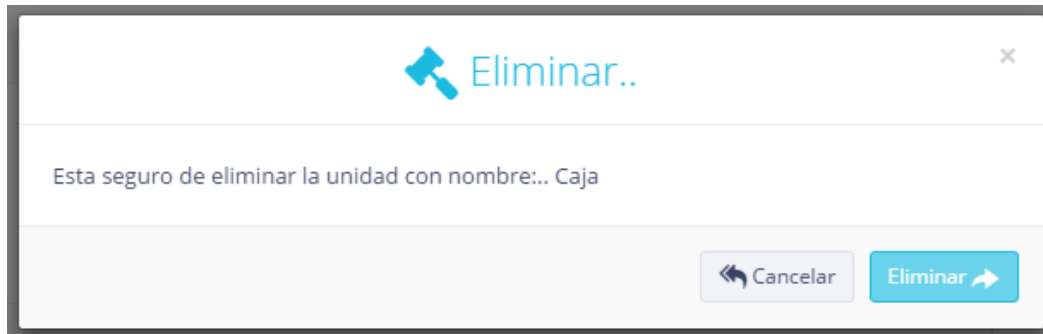 Eliminar..
×
Esta seguro de eliminar la unidad con nombre:.. Caja
Cancelar
Eliminar